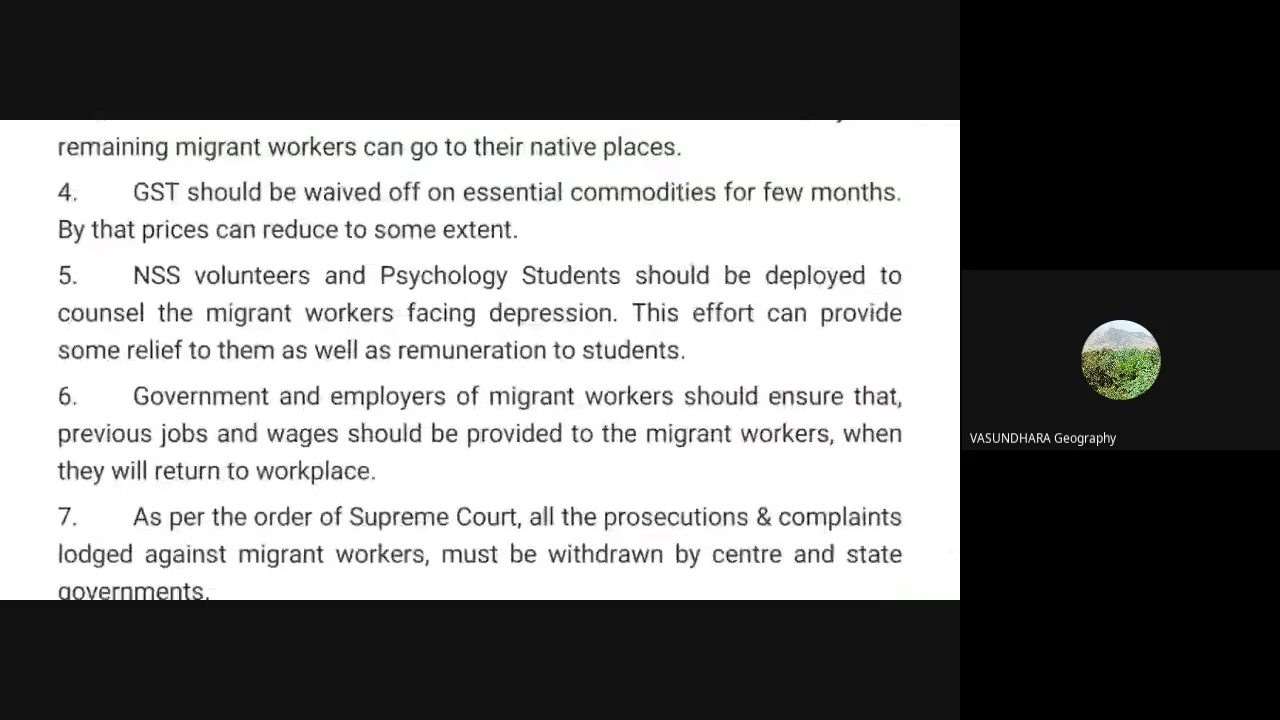 remaining migrant workers can go to their native places.
4. GST should be waived off on essential commodities for few months.
By that prices can reduce to some extent.
5. NSS volunteers and Psychology Students should be deployed to
counsel the migrant workers facing depression. This effort can provide
some relief to them as well as remuneration to students.
6. Government and employers of migrant workers should ensure that,
previous jobs and wages should be provided to the migrant workers, when
they will return to workplace.
7. As per the order of Supreme Court, all the prosecutions & complaints
lodged against migrant workers, must be withdrawn by centre and state
governments.
VASUNDHARA Geography